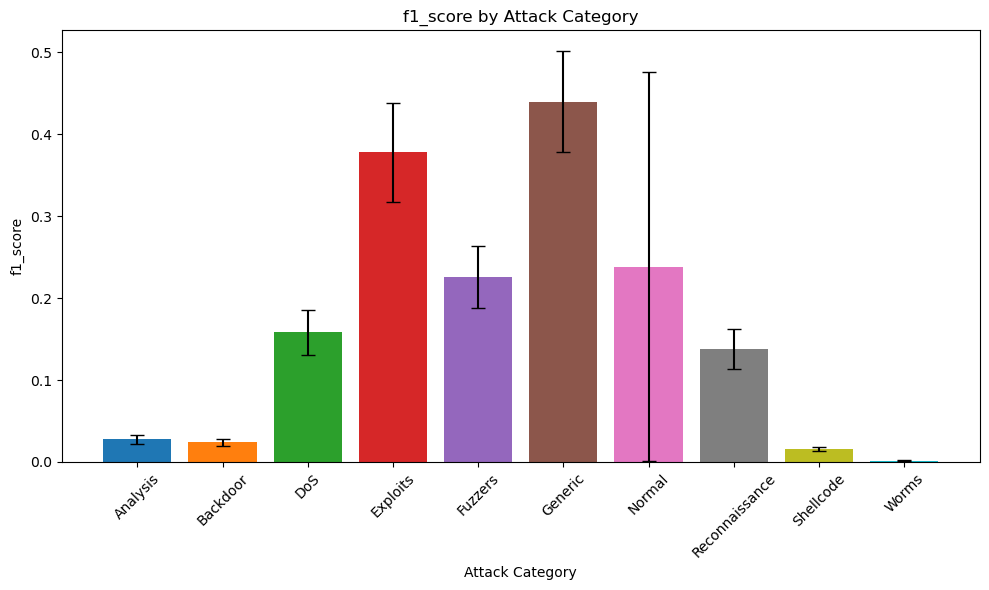 f1_score by Attack Category
f1_score
0.5
0.4
0.3
0.2
0.1
0.0
Analysis
Backdoor
DoS
Exploits
Fuzzers
Generic
Normal
Reconnaissance
Shellcode
Worms
Attack Category